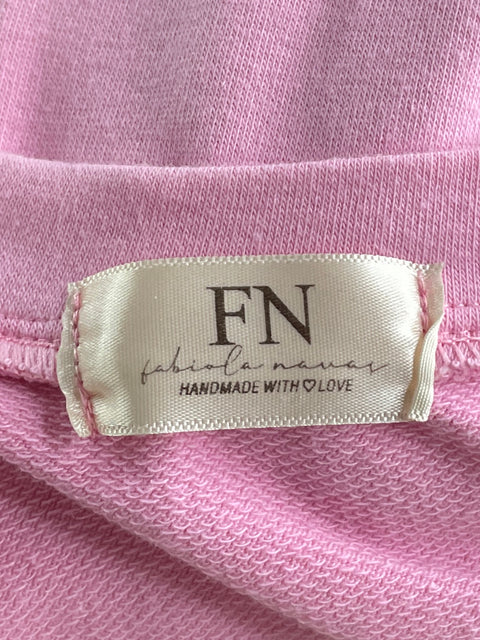 FN
fabiola navas
HANDMADE WITH ♡ LOVE